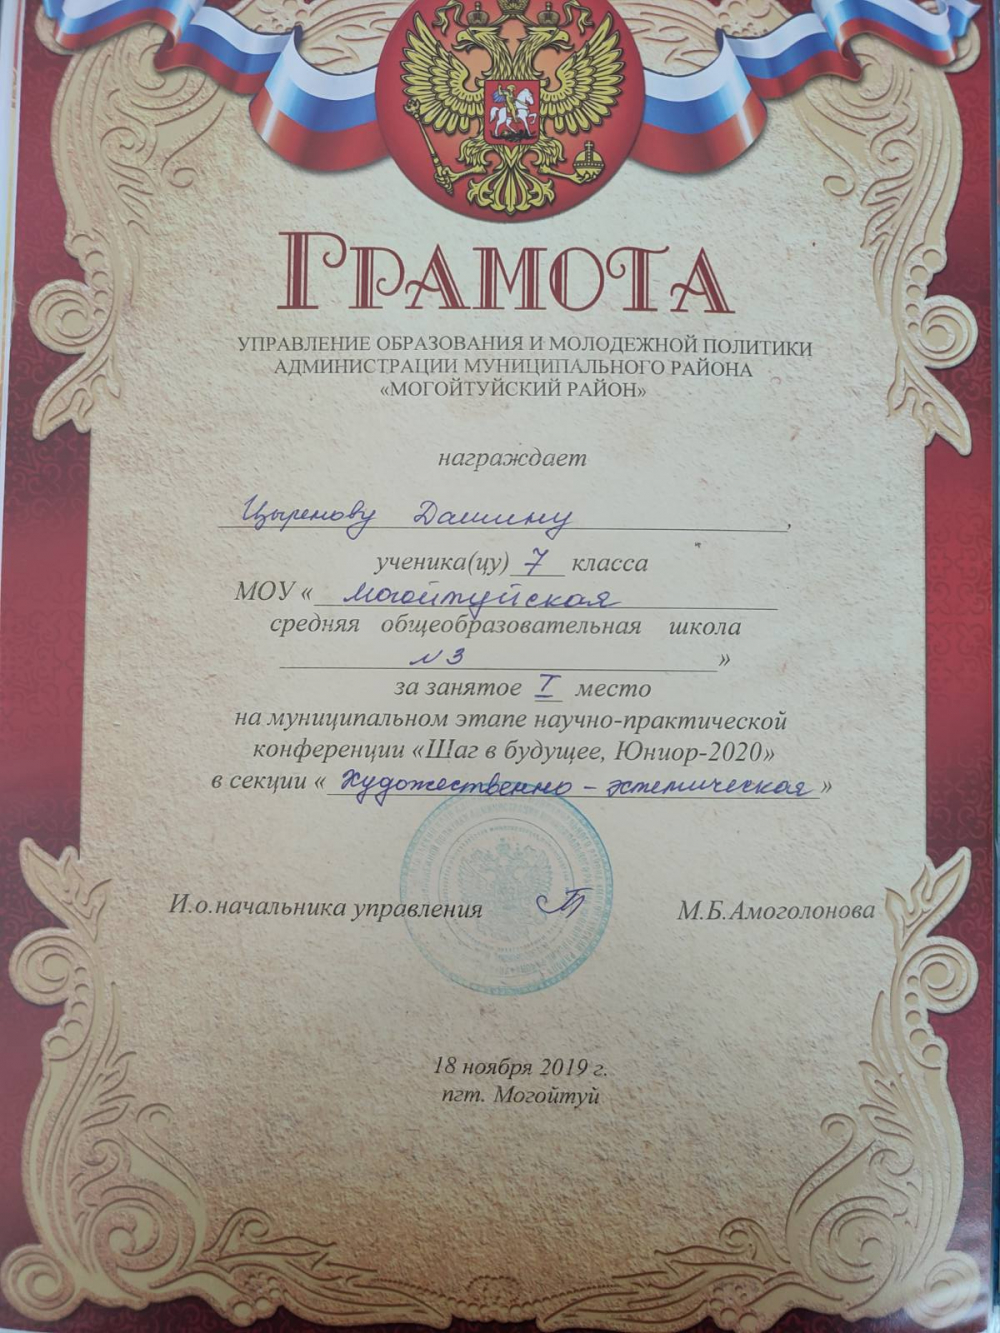 ГРАМОТА
УПРАВЛЕНИЕ ОБРАЗОВАНИЯ И МОЛОДЕЖНОЙ ПОЛИТИКИ
АДМИНИСТРАЦИИ МУНИЦИПАЛЬНОГО РАЙОНА
«МОГОЙТУЙСКИЙ РАЙОН»
награждает
Цыренову Дашину,
ученика(цу) 7 класса
МОУ « Могойтуйская
средняя общеобразовательная школа
№3 »
за занятое I место
на муниципальном этапе научно-практической
конференции «Шаг в будущее, Юниор-2020»
в секции « Художественно - эстетическая »
И.о.начальника управления М.Б.Амоголонова
18 ноября 2019 г.
пгт. Могойтуй